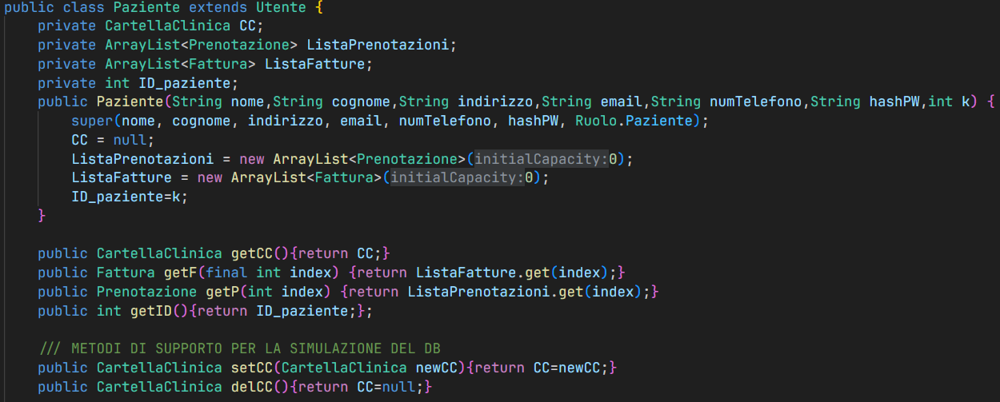 public class Paziente extends Utente {
private CartellaClinica CC;
private ArrayList<Prenotazione> ListaPrenotazioni;
private ArrayList<Fattura> ListaFatture;
private int ID_paziente;
public Paziente(String nome,String cognome,String indirizzo,String email,String numTelefono,String hashPW,int k) {
super(nome, cognome, indirizzo, email, numTelefono, hashPW, Ruolo.Paziente);
CC = null;
ListaPrenotazioni = new ArrayList<Prenotazione>(initialCapacity:0);
ListaFatture = new ArrayList<Fattura>(initialCapacity:0);
ID_paziente=k;
}
public CartellaClinica getCC(){return CC;}
public Fattura getF(final int index) {return ListaFatture.get(index);}
public Prenotazione getP(int index) {return ListaPrenotazioni.get(index);}
public int getID(){return ID_paziente;};
/// METODI DI SUPPORTO PER LA SIMULAZIONE DEL DB
public CartellaClinica setCC(CartellaClinica newCC){return CC=newCC;}
public CartellaClinica delCC(){return CC=null;}